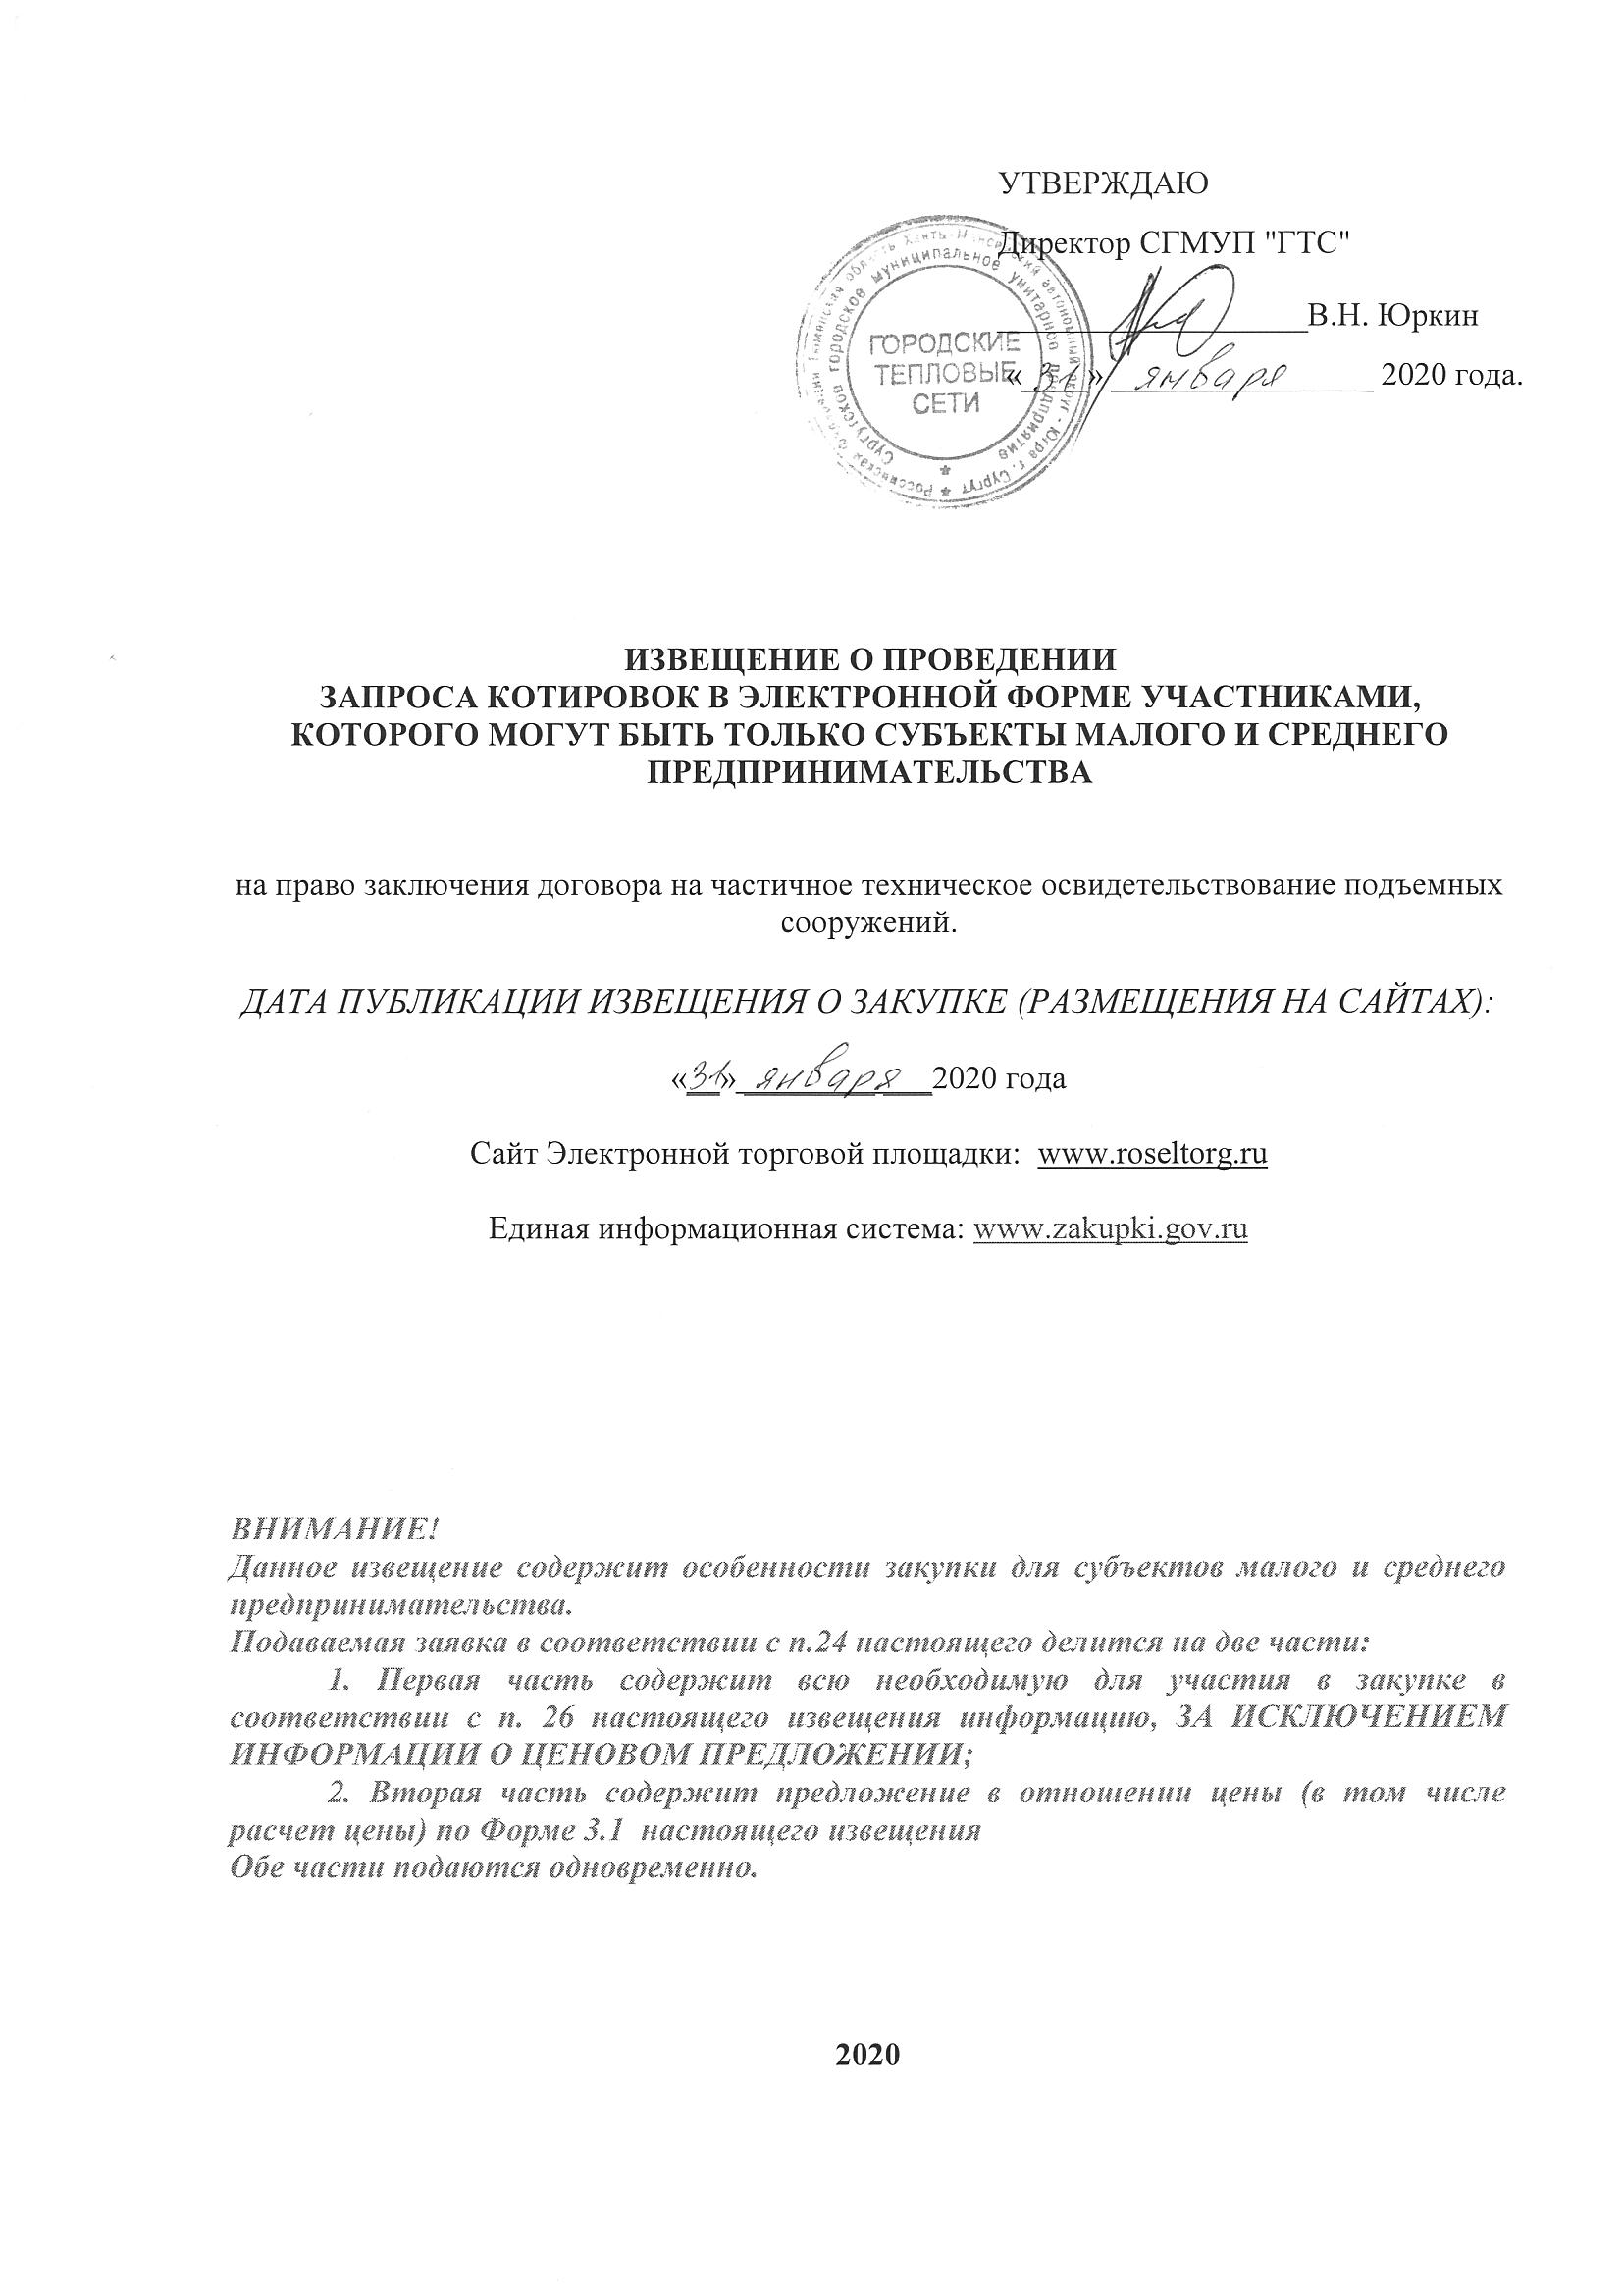 УТВЕРЖДАЮ
Директор СГМУП "ГТС"
В.Н. Юркин
«31» января 2020 года.
ГОРОДСКИЕ
ТЕПЛОВЫЕ
СЕТИ
Сургутское городское муниципальное унитарное предприятие
ИЗВЕЩЕНИЕ О ПРОВЕДЕНИИ
ЗАПРОСА КОТИРОВОК В ЭЛЕКТРОННОЙ ФОРМЕ УЧАСТНИКАМИ,
КОТОРОГО МОГУТ БЫТЬ ТОЛЬКО СУБЪЕКТЫ МАЛОГО И СРЕДНЕГО
ПРЕДПРИНИМАТЕЛЬСТВА
на право заключения договора на частичное техническое освидетельствование подъемных
сооружений.
ДАТА ПУБЛИКАЦИИ ИЗВЕЩЕНИЯ О ЗАКУПКЕ (РАЗМЕЩЕНИЯ НА САЙТАХ):
«31» января 2020 года
Сайт Электронной торговой площадки: www.roseltorg.ru
Единая информационная система: www.zakupki.gov.ru
ВНИМАНИЕ!
Данное извещение содержит особенности закупки для субъектов малого и среднего
предпринимательства.
Подаваемая заявка в соответствии с п.24 настоящего делится на две части:
1. Первая часть содержит всю необходимую для участия в закупке в
соответствии с п. 26 настоящего извещения информацию, ЗА ИСКЛЮЧЕНИЕМ
ИНФОРМАЦИИ О ЦЕНОВОМ ПРЕДЛОЖЕНИИ;
2. Вторая часть содержит предложение в отношении цены (в том числе
расчет цены) по Форме 3.1 настоящего извещения
Обе части подаются одновременно.
2020